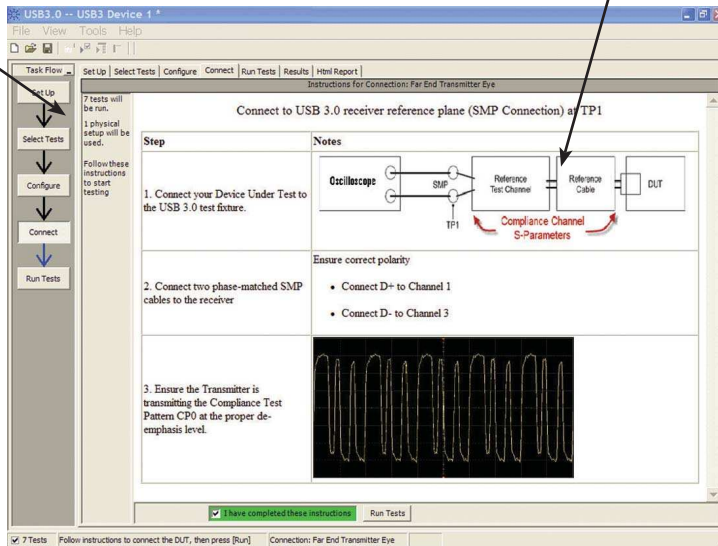 USB3.0 -- USB3 Device 1 *
File View Tools Help
Task Flow
Set Up
Select Tests
Configure
Connect
Run Tests
Set Up Select Tests Configure Connect Run Tests Results Html Report
Instructions for Connection: Far End Transmitter Eye
7 tests will
be run.
1 physical
setup will be
used.
Follow these
instructions
to start
testing
Connect to USB 3.0 receiver reference plane (SMP Connection) at TP1
Step Notes
1. Connect your Device Under Test to
the USB 3.0 test fixture.
Oscilloscope
SMP
TP1
Reference
Test Channel
Reference
Cable
DUT
Compliance Channel
S-Parameters
2. Connect two phase-matched SMP
cables to the receiver
Ensure correct polarity
• Connect D+ to Channel 1
• Connect D- to Channel 3
3. Ensure the Transmitter is
transmitting the Compliance Test
Pattern CP0 at the proper de-
emphasis level.
I have completed these instructions Run Tests
7 Tests Follow instructions to connect the DUT, then press [Run] Connection: Far End Transmitter Eye